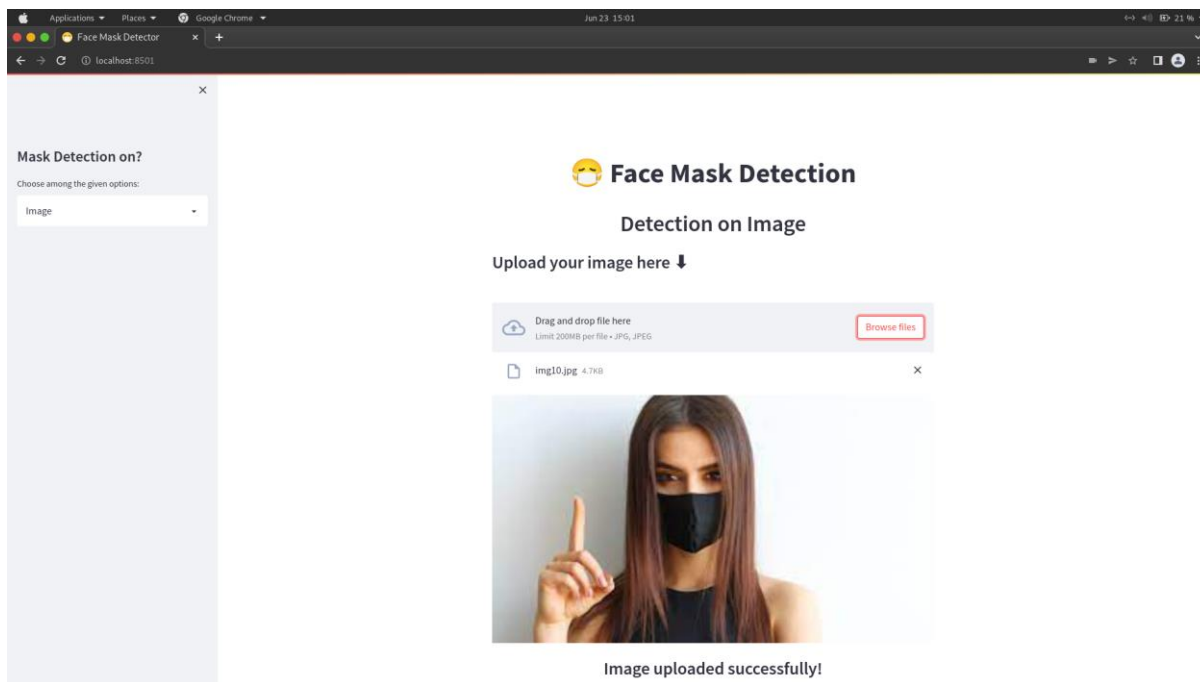 Applications Places Google Chrome Jun 23 15:01 21 %
Face Mask Detector
localhost:8501
Mask Detection on?
Choose among the given options:
Image
Face Mask Detection
Detection on Image
Upload your image here
Drag and drop file here
Limit 200MB per file • JPG, JPEG
Browse files
img10.jpg 4.7KB
Image uploaded successfully!